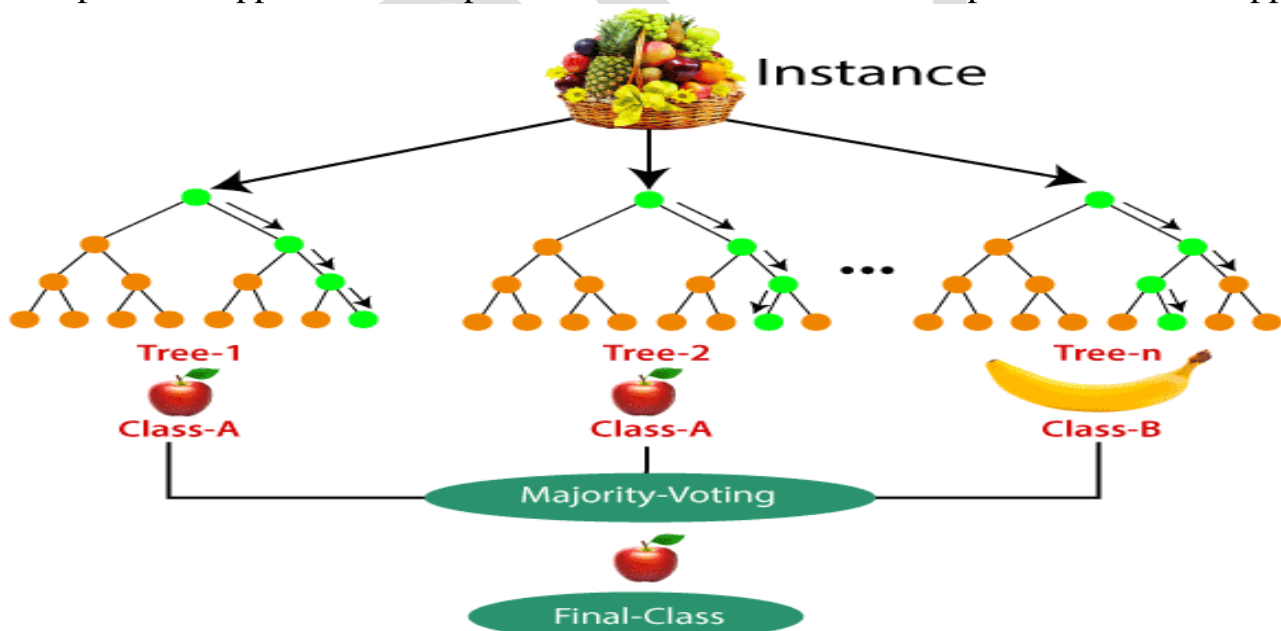 Instance
Tree-1
Tree-2
Tree-n
Class-A
Class-A
Class-B
Majority-Voting
Final-Class